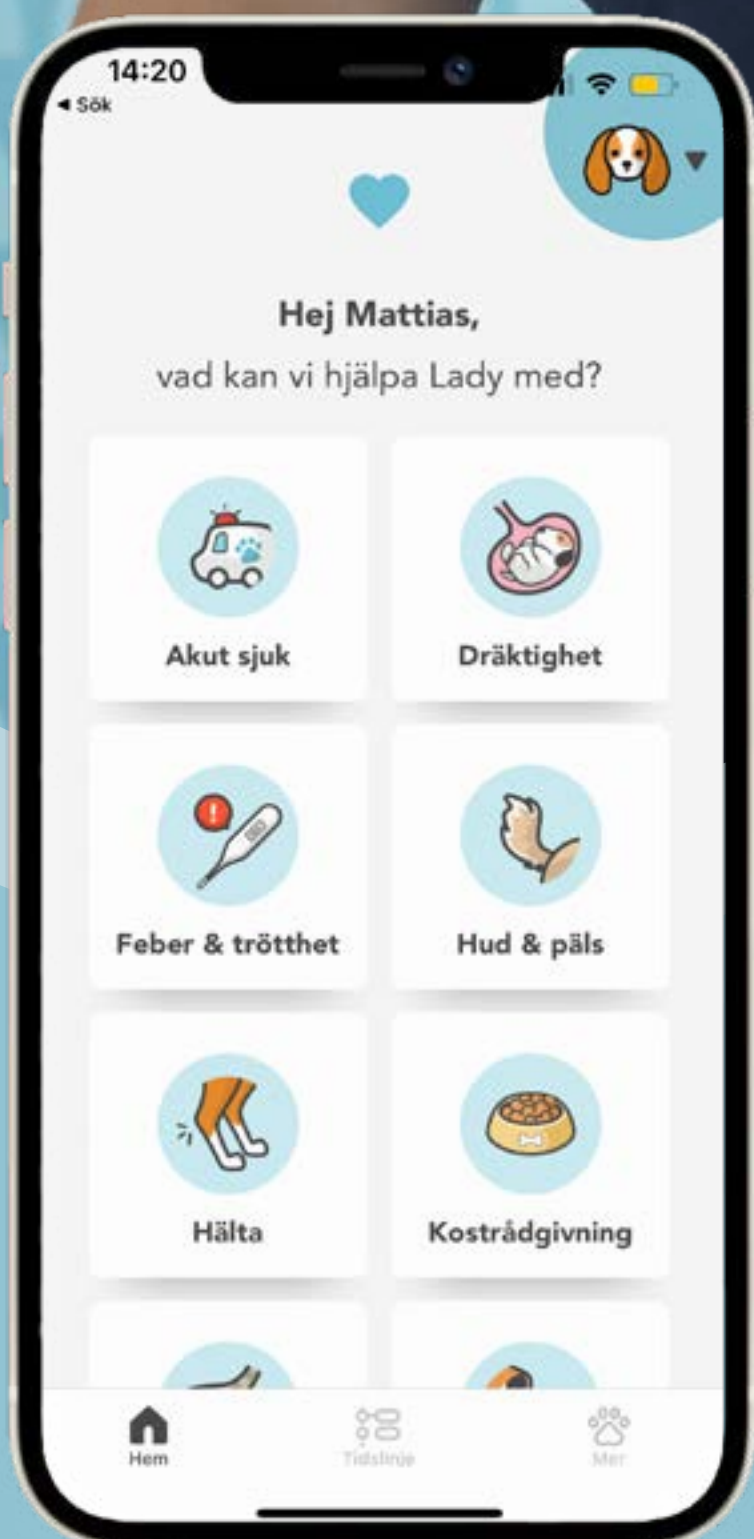 14:20
◀ Sök
Hej Mattias,
vad kan vi hjälpa Lady med?
Akut sjuk
Dräktighet
Feber & trötthet
Hud & päls
Hälta
Kostrådgivning
Hem
Tidslinje
Mer